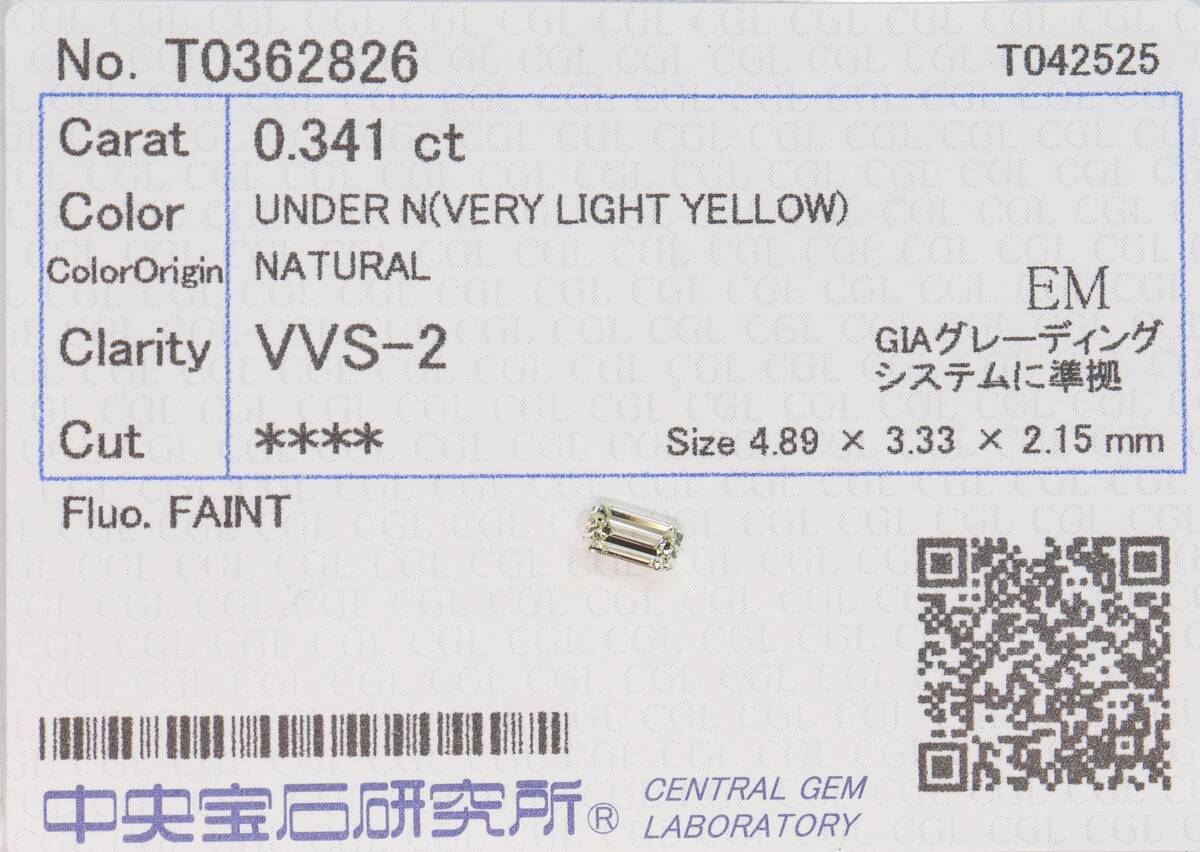 No. T0362826 T042525
Carat 0.341 ct
Color UNDER N(VERY LIGHT YELLOW)
ColorOrigin NATURAL
EM
Clarity VVS-2 GIAグレーディング
システムに準拠
Cut **** Size 4.89 × 3.33 × 2.15 mm
Fluo. FAINT
中央宝石研究所® CENTRAL GEM
LABORATORY